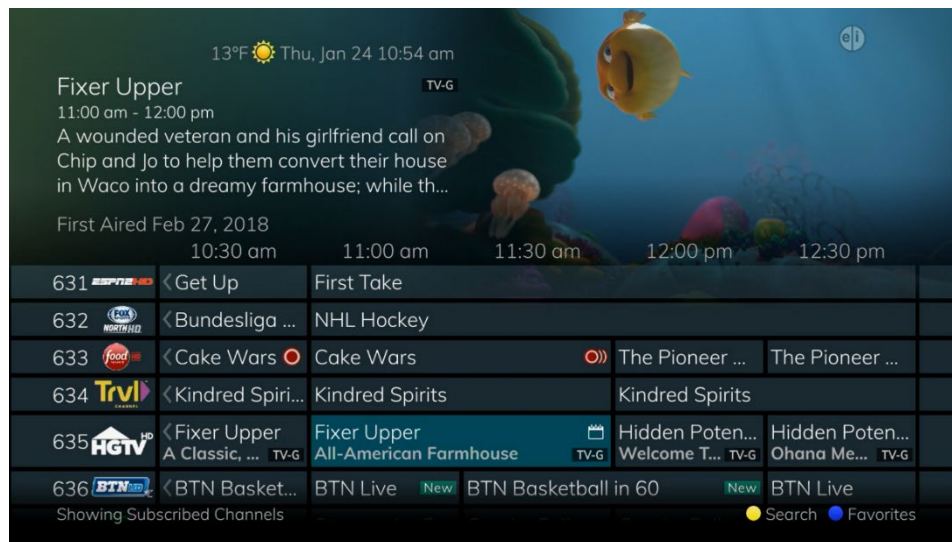 13°F Thu, Jan 24 10:54 am
Fixer Upper TV-G
11:00 am - 12:00 pm
A wounded veteran and his girlfriend call on
Chip and Jo to help them convert their house
in Waco into a dreamy farmhouse; while th...
First Aired Feb 27, 2018
10:30 am 11:00 am 11:30 am 12:00 pm 12:30 pm
631 ESPN HD Get Up First Take
632 FOX NORTH HD Bundesliga ... NHL Hockey
633 food Cake Wars Cake Wars The Pioneer ... The Pioneer ...
634 Trvl CHANNEL Kindred Spiri... Kindred Spirits Kindred Spirits
635 HGTV HD Fixer Upper Fixer Upper Hidden Poten... Hidden Poten...
A Classic, ... TV-G All-American Farmhouse TV-G Welcome T... TV-G Ohana Me... TV-G
636 BTN BTN Basket... BTN Live New BTN Basketball in 60 New BTN Live
Showing Subscribed Channels Search Favorites